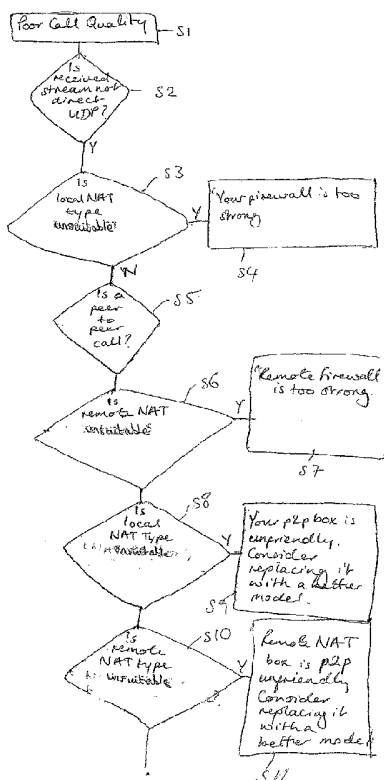 Poor Call Quality
S1
Is
received
stream not
direct
UDP?
S2
Y
Is
local NAT
type
unsuitable?
S3
Y
"Your firewall is too
strong
S4
N
Is a
peer
to
peer
call?
S5
Is
remote NAT
unsuitable
S6
Y
"Remote firewall
is too strong.
S7
Is
local
NAT Type
unsuitable
S8
Y
Your p2p box is
unfriendly.
Consider
replacing it
with a better
model.
S9
Is
remote
NAT type
unsuitable
S10
Y
Remote NAT
box is p2p
unfriendly
Consider
replacing it
with a
better model
S11